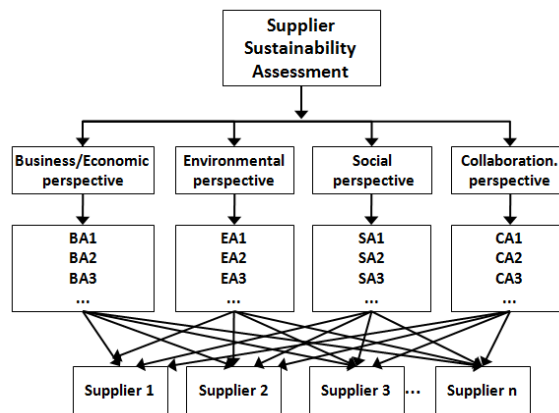 Supplier
Sustainability
Assessment
Business/Economic
perspective
Environmental
perspective
Social
perspective
Collaboration.
perspective
BA1
BA2
BA3
...
EA1
EA2
EA3
...
SA1
SA2
SA3
...
CA1
CA2
CA3
...
Supplier 1
Supplier 2
Supplier 3
...
Supplier n